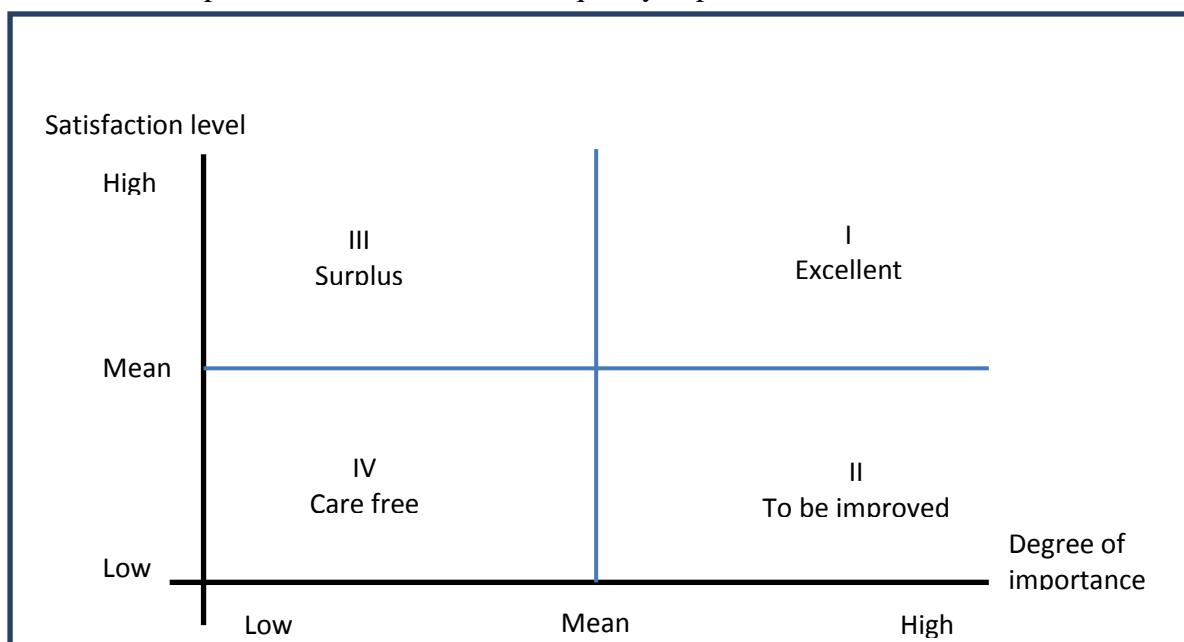 Satisfaction level
High
III
Surplus
I
Excellent
Mean
IV
Care free
II
To be improved
Low
Degree of
importance
Low
Mean
High